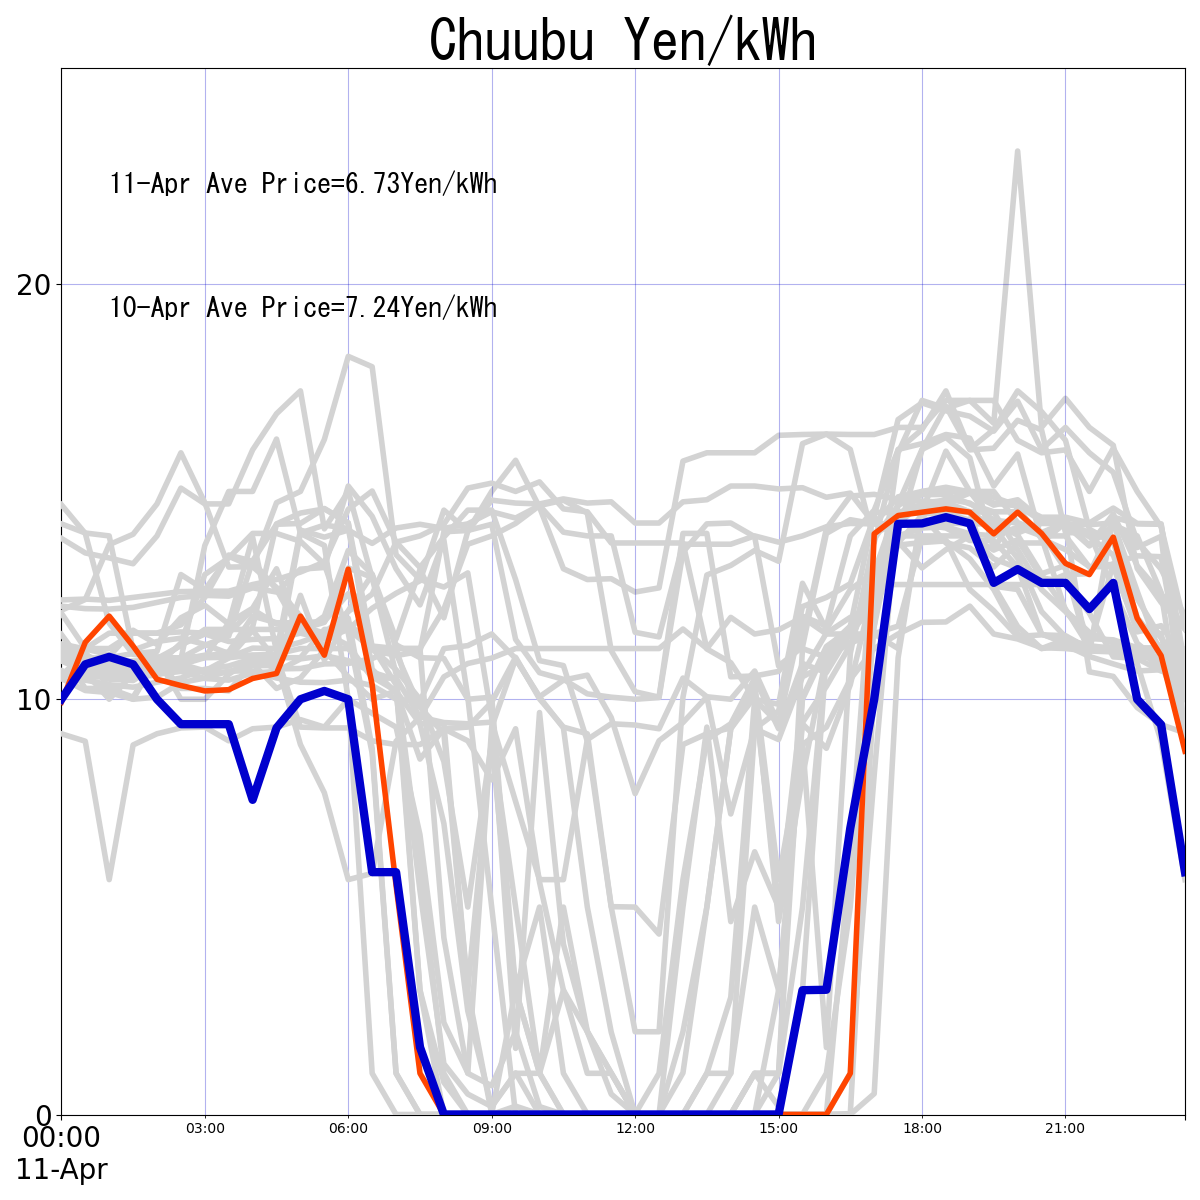 Chuubu Yen/kWh
11-Apr Ave Price=6.73Yen/kWh
20
10-Apr Ave Price=7.24Yen/kWh
10
0
00:00 03:00 06:00 09:00 12:00 15:00 18:00 21:00
11-Apr